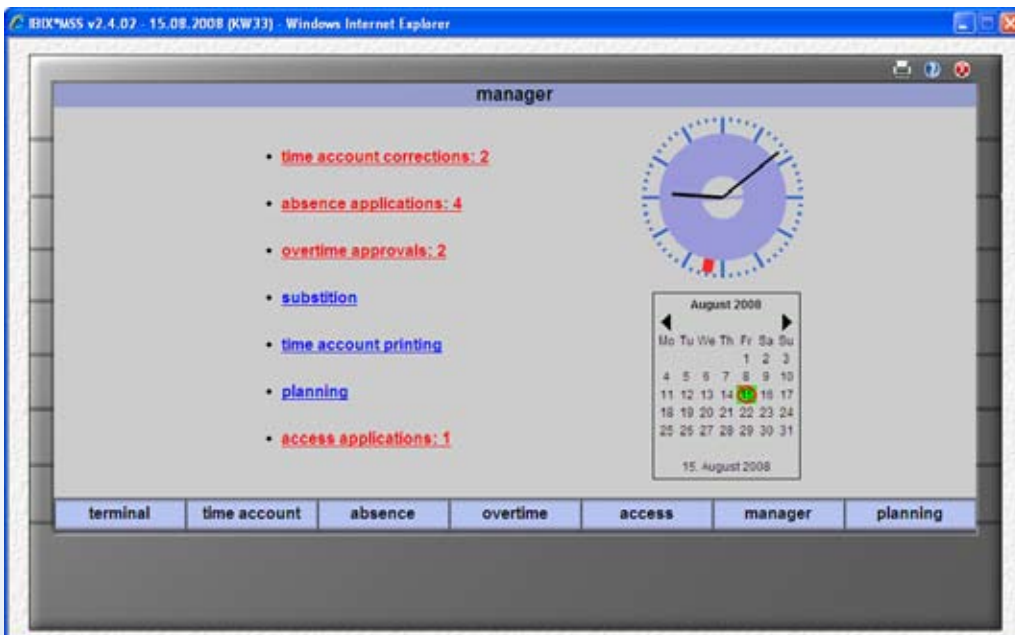 IBIX*MSS v2.4.02 - 15.08.2008 (KW33) - Windows Internet Explorer
manager
• time account corrections: 2
• absence applications: 4
• overtime approvals: 2
• substition
• time account printing
• planning
• access applications: 1
August 2008
Mo Tu We Th Fr Sa Su
1 2 3
4 5 6 7 8 9 10
11 12 13 14 15 16 17
18 19 20 21 22 23 24
25 26 27 28 29 30 31
15. August 2008
terminal time account absence overtime access manager planning